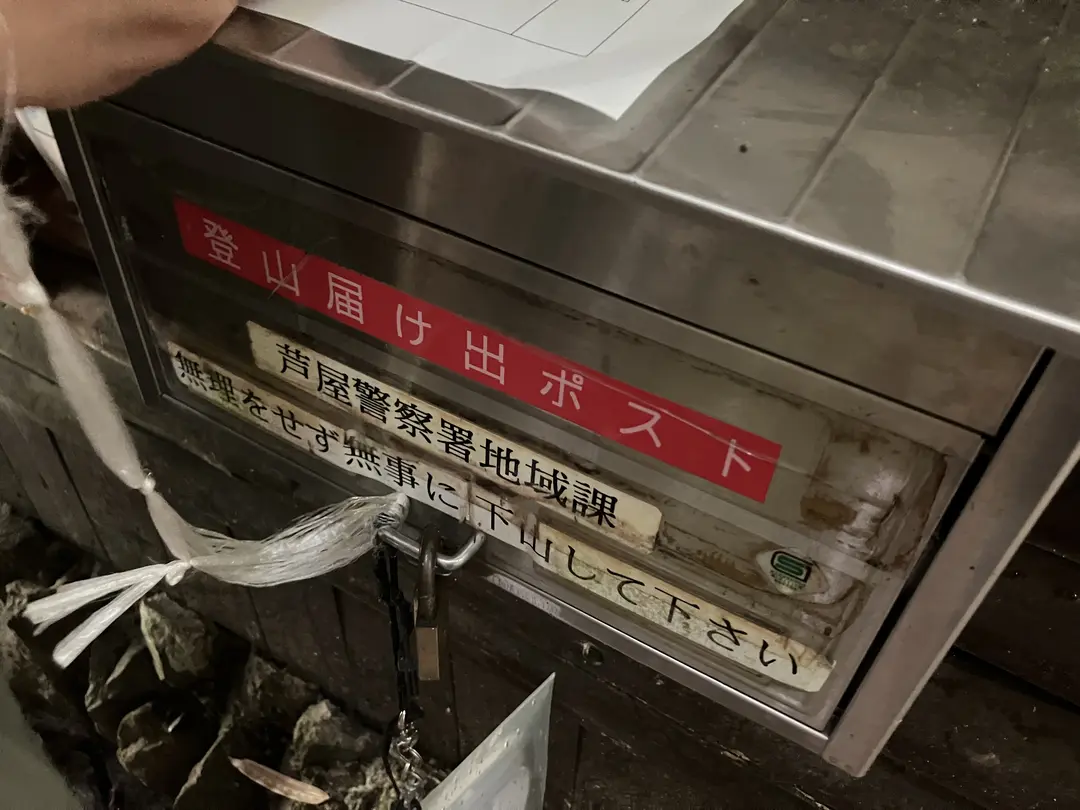 登山届け出ポスト
芦屋警察署地域課
無理をせず無事に下山して下さい